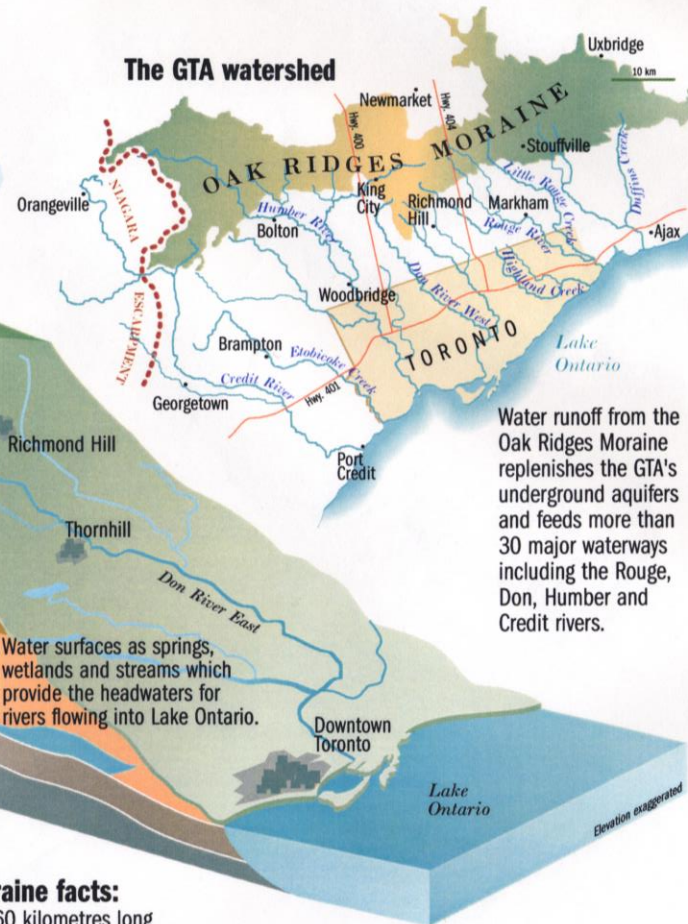 The GTA watershed
Uxbridge
10 km
Newmarket
Hwy. 400
Hwy. 404
OAK RIDGES MORAINE
Stouffville
Orangeville
NIAGARA
ESCARPMENT
King
City
Richmond
Hill
Markham
Little Rouge Creek
Duffins Creek
Humber River
Bolton
Rouge River
Ajax
Highland Creek
Woodbridge
Don River West
TORONTO
Lake
Ontario
Brampton
Etobicoke Creek
Credit River
Hwy. 401
Georgetown
Port
Credit
Water runoff from the
Oak Ridges Moraine
replenishes the GTA's
underground aquifers
and feeds more than
30 major waterways
including the Rouge,
Don, Humber and
Credit rivers.
Richmond Hill
Thornhill
Don River East
Water surfaces as springs,
wetlands and streams which
provide the headwaters for
rivers flowing into Lake Ontario.
Downtown
Toronto
Lake
Ontario
Elevation exaggerated
raine facts:
60 kilometres long